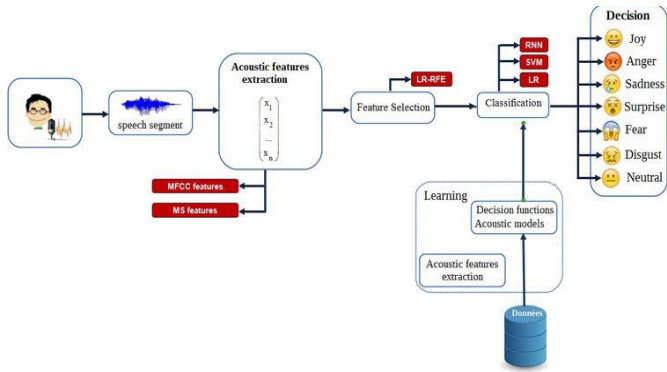 speech segment
Acoustic features
extraction
x1
x2
...
xn
MFCC features
MS features
Feature Selection
LR-RFE
Classification
RNN
SVM
LR
Decision
Joy
Anger
Sadness
Surprise
Fear
Disgust
Neutral
Learning
Decision functions
Acoustic models
Acoustic features
extraction
Données